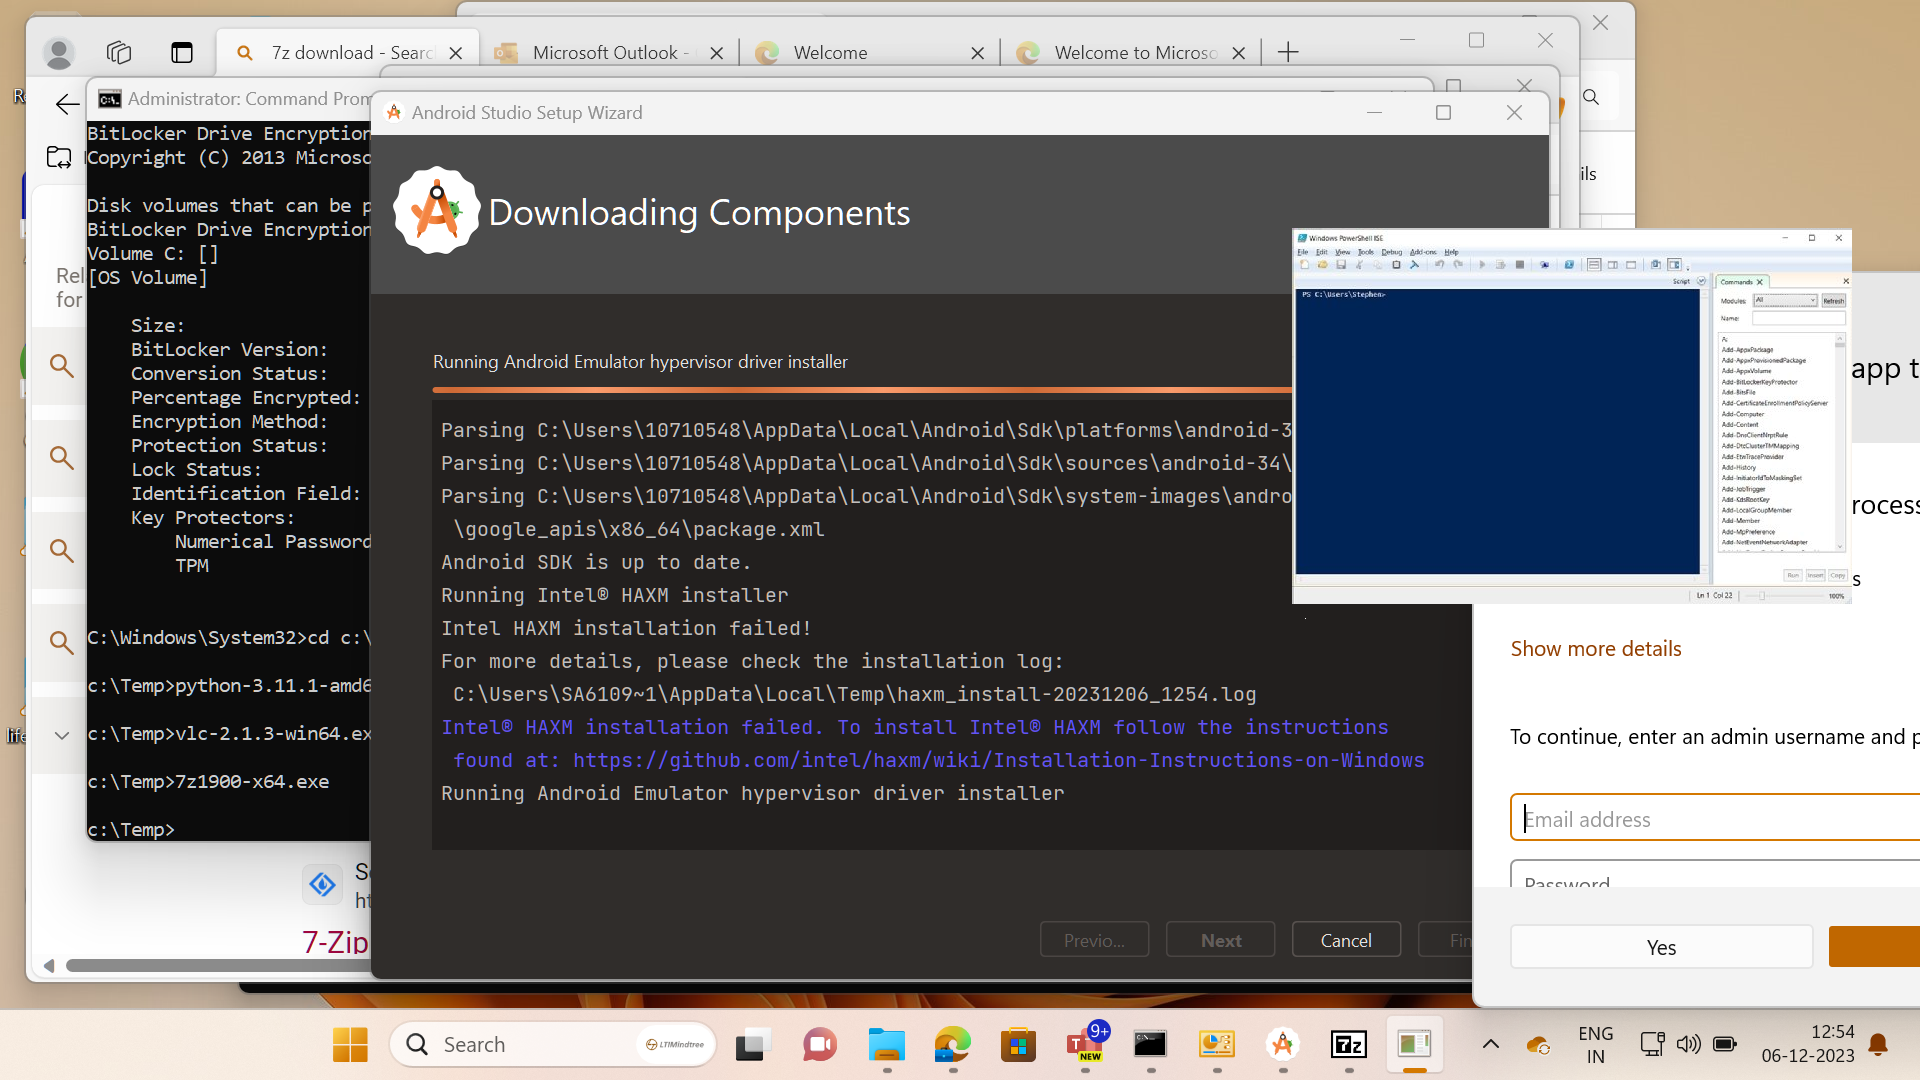 7z download - Searc
Microsoft Outlook -
Welcome
Welcome to Microso
Administrator: Command Prom
BitLocker Drive Encryption
Copyright (C) 2013 Microso
Disk volumes that can be p
BitLocker Drive Encryption
Volume C: []
[OS Volume]
Size:
BitLocker Version:
Conversion Status:
Percentage Encrypted:
Encryption Method:
Protection Status:
Lock Status:
Identification Field:
Key Protectors:
Numerical Password
TPM
C:\Windows\System32>cd c:\
c:\Temp>python-3.11.1-amd6
c:\Temp>vlc-2.1.3-win64.ex
c:\Temp>7z1900-x64.exe
c:\Temp>
Rel
for
life
7-Zip
Android Studio Setup Wizard
Downloading Components
Running Android Emulator hypervisor driver installer
Parsing C:\Users\10710548\AppData\Local\Android\Sdk\platforms\android-3
Parsing C:\Users\10710548\AppData\Local\Android\Sdk\sources\android-34\
Parsing C:\Users\10710548\AppData\Local\Android\Sdk\system-images\andro
\google_apis\x86_64\package.xml
Android SDK is up to date.
Running Intel® HAXM installer
Intel HAXM installation failed!
For more details, please check the installation log:
C:\Users\SA6109~1\AppData\Local\Temp\haxm_install-20231206_1254.log
Intel® HAXM installation failed. To install Intel® HAXM follow the instructions
found at: https://github.com/intel/haxm/wiki/Installation-Instructions-on-Windows
Running Android Emulator hypervisor driver installer
Previo...
Next
Cancel
Fin
ils
Windows PowerShell ISE
File Edit View Tools Debug Add-ons Help
Script
PS C:\Users\Stephen>
Commands
Modules: All Refresh
Name:
A:
Add-AppxPackage
Add-AppxProvisionedPackage
Add-AppxVolume
Add-BitLockerKeyProtector
Add-BitsFile
Add-CertificateEnrollmentPolicyServer
Add-Computer
Add-Content
Add-DnsClientNrptRule
Add-DtcClusterTMMapping
Add-EtwTraceProvider
Add-History
Add-InitiatorIdToMaskingSet
Add-JobTrigger
Add-KdsRootKey
Add-LocalGroupMember
Add-Member
Add-MpPreference
Add-NetEventNetworkAdapter
Run Insert Copy
Ln 1 Col 22
100%
app t
rocess
s
Show more details
To continue, enter an admin username and p
Email address
Password
Yes
Search
LTIMindtree
9+
NEW
7z
ENG
IN
12:54
06-12-2023